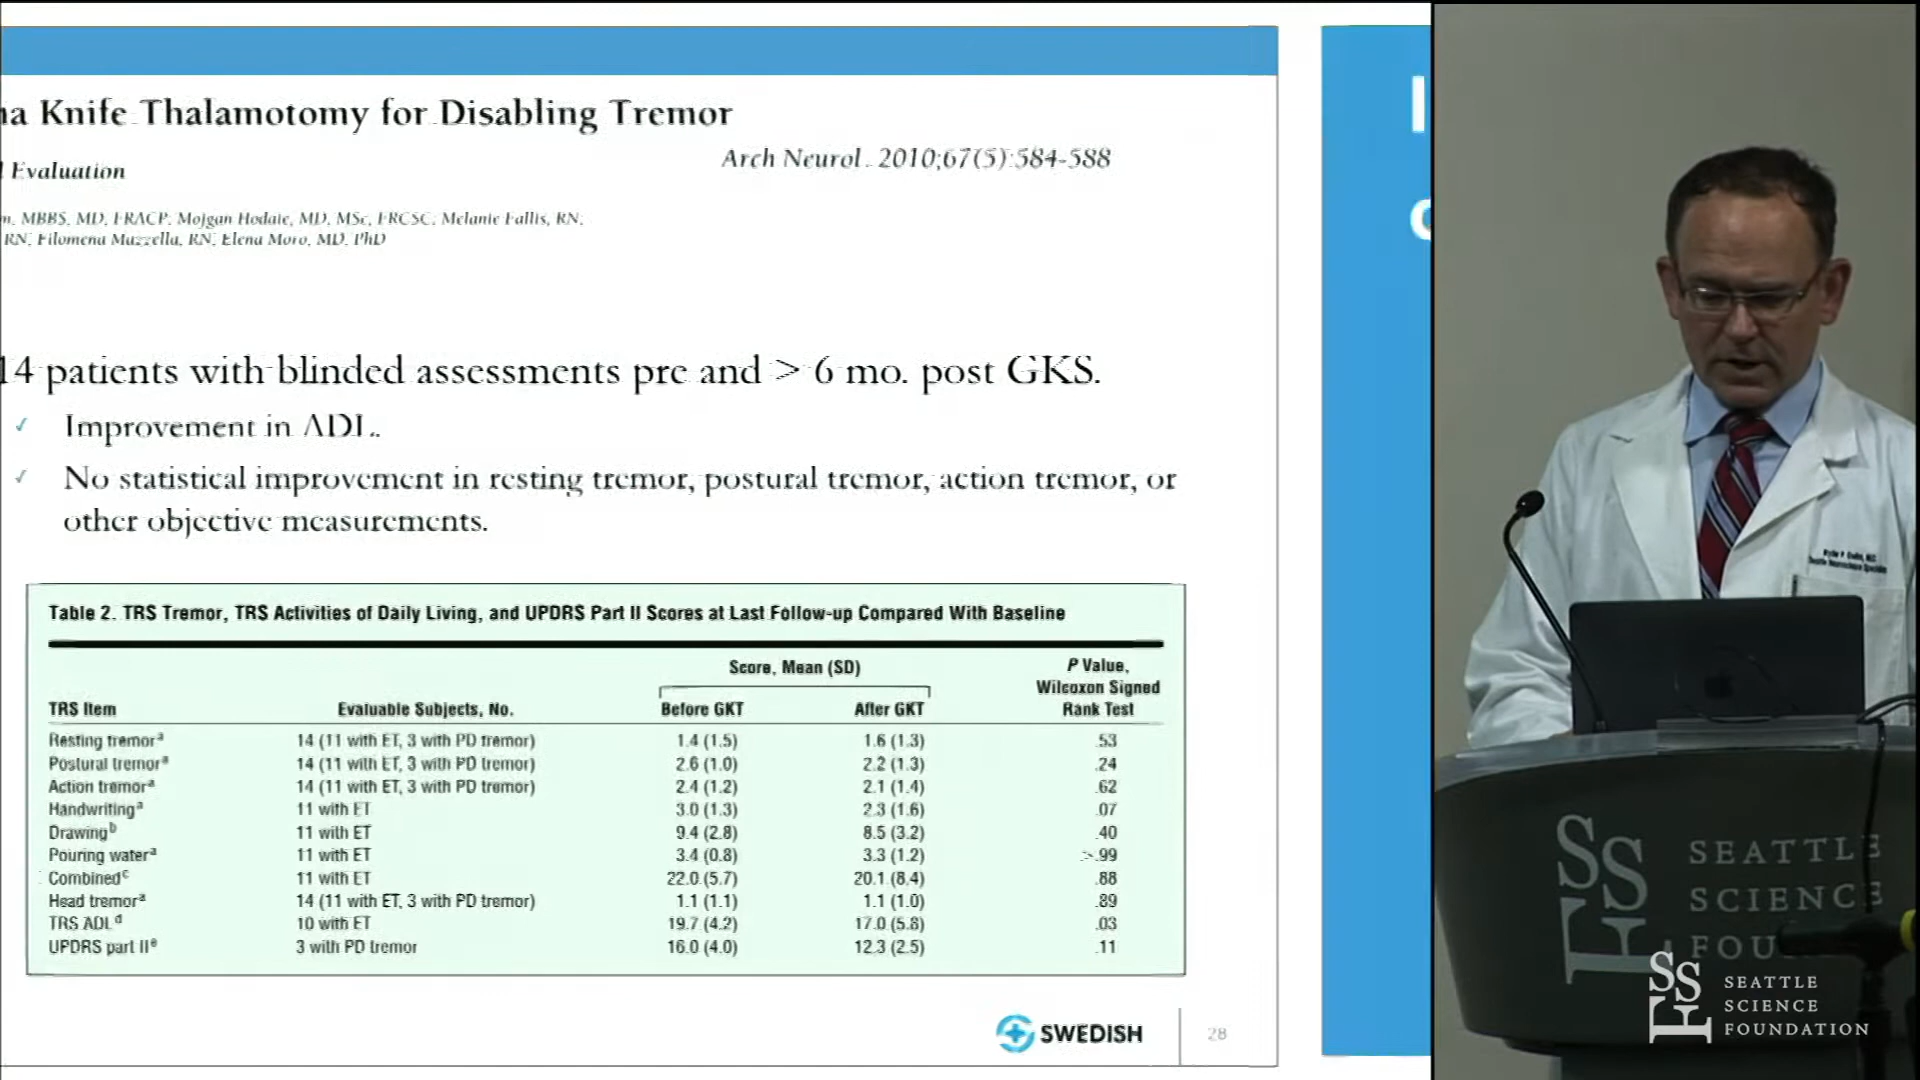 na Knife Thalamotomy for Disabling Tremor
Arch Neurol. 2010;67(5):584-588
l Evaluation
m, MBBS, MD, FRACP; Mojgan Hodaie, MD, MSc, FRCSC; Melanie Fallis, RN;
RN; Filomena Mazzella, RN; Elena Moro, MD, PhD
14 patients with blinded assessments pre and > 6 mo. post GKS.
✓ Improvement in ADL.
✓ No statistical improvement in resting tremor, postural tremor, action tremor, or
other objective measurements.
Table 2. TRS Tremor, TRS Activities of Daily Living, and UPDRS Part II Scores at Last Follow-up Compared With Baseline
Score, Mean (SD)
P Value,
Wilcoxon Signed
Rank Test
TRS Item Evaluable Subjects, No. Before GKT After GKT
Resting tremorᵃ 14 (11 with ET, 3 with PD tremor) 1.4 (1.5) 1.6 (1.3) .53
Postural tremorᵃ 14 (11 with ET, 3 with PD tremor) 2.6 (1.0) 2.2 (1.3) .24
Action tremorᵃ 14 (11 with ET, 3 with PD tremor) 2.4 (1.2) 2.1 (1.4) .62
Handwritingᵃ 11 with ET 3.0 (1.3) 2.3 (1.6) .07
Drawingᵇ 11 with ET 9.4 (2.8) 8.5 (3.2) .40
Pouring waterᵃ 11 with ET 3.4 (0.8) 3.3 (1.2) >.99
Combinedᶜ 11 with ET 22.0 (5.7) 20.1 (8.4) .88
Head tremorᵃ 14 (11 with ET, 3 with PD tremor) 1.1 (1.1) 1.1 (1.0) .89
TRS ADLᵈ 10 with ET 19.7 (4.2) 17.0 (5.8) .03
UPDRS part IIᵉ 3 with PD tremor 16.0 (4.0) 12.3 (2.5) .11
SWEDISH
28
SSF
SEATTLE
SCIENCE
FOU
SSF
SEATTLE
SCIENCE
FOUNDATION